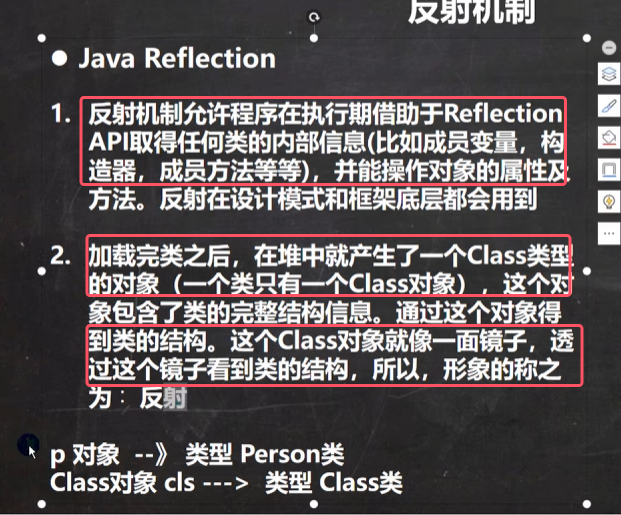 反射机制
● Java Reflection
1. 反射机制允许程序在执行期借助于Reflection
API取得任何类的内部信息(比如成员变量，构
造器，成员方法等等)，并能操作对象的属性及
方法。反射在设计模式和框架底层都会用到
2. 加载完类之后，在堆中就产生了一个Class类型
的对象（一个类只有一个Class对象），这个对
象包含了类的完整结构信息。通过这个对象得
到类的结构。这个Class对象就像一面镜子，透
过这个镜子看到类的结构，所以，形象的称之
为：反射
p 对象 --》 类型 Person类
Class对象 cls ---> 类型 Class类